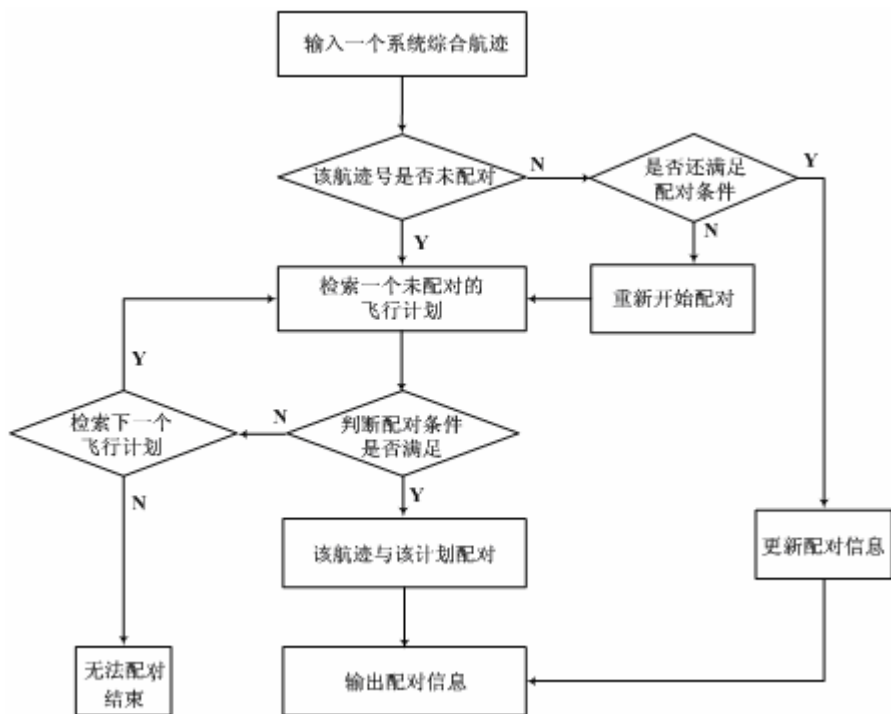 输入一个系统综合航迹
该航迹号是否未配对
N
是否还满足
配对条件
Y
Y
N
检索一个未配对的
飞行计划
重新开始配对
Y
检索下一个
飞行计划
N
判断配对条件
是否满足
N
Y
该航迹与该计划配对
更新配对信息
无法配对
结束
输出配对信息